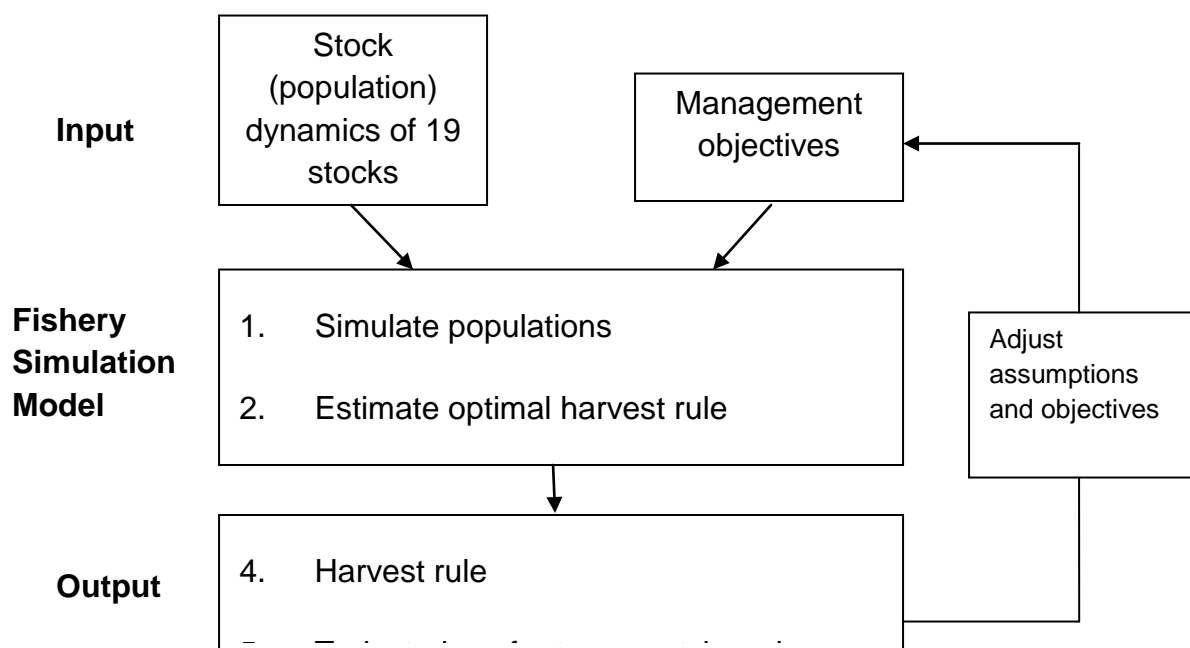 Stock
(population)
dynamics of 19
stocks
Management
objectives
Input
Fishery
Simulation
Model
1. Simulate populations
2. Estimate optimal harvest rule
Adjust
assumptions
and objectives
Output
4. Harvest rule